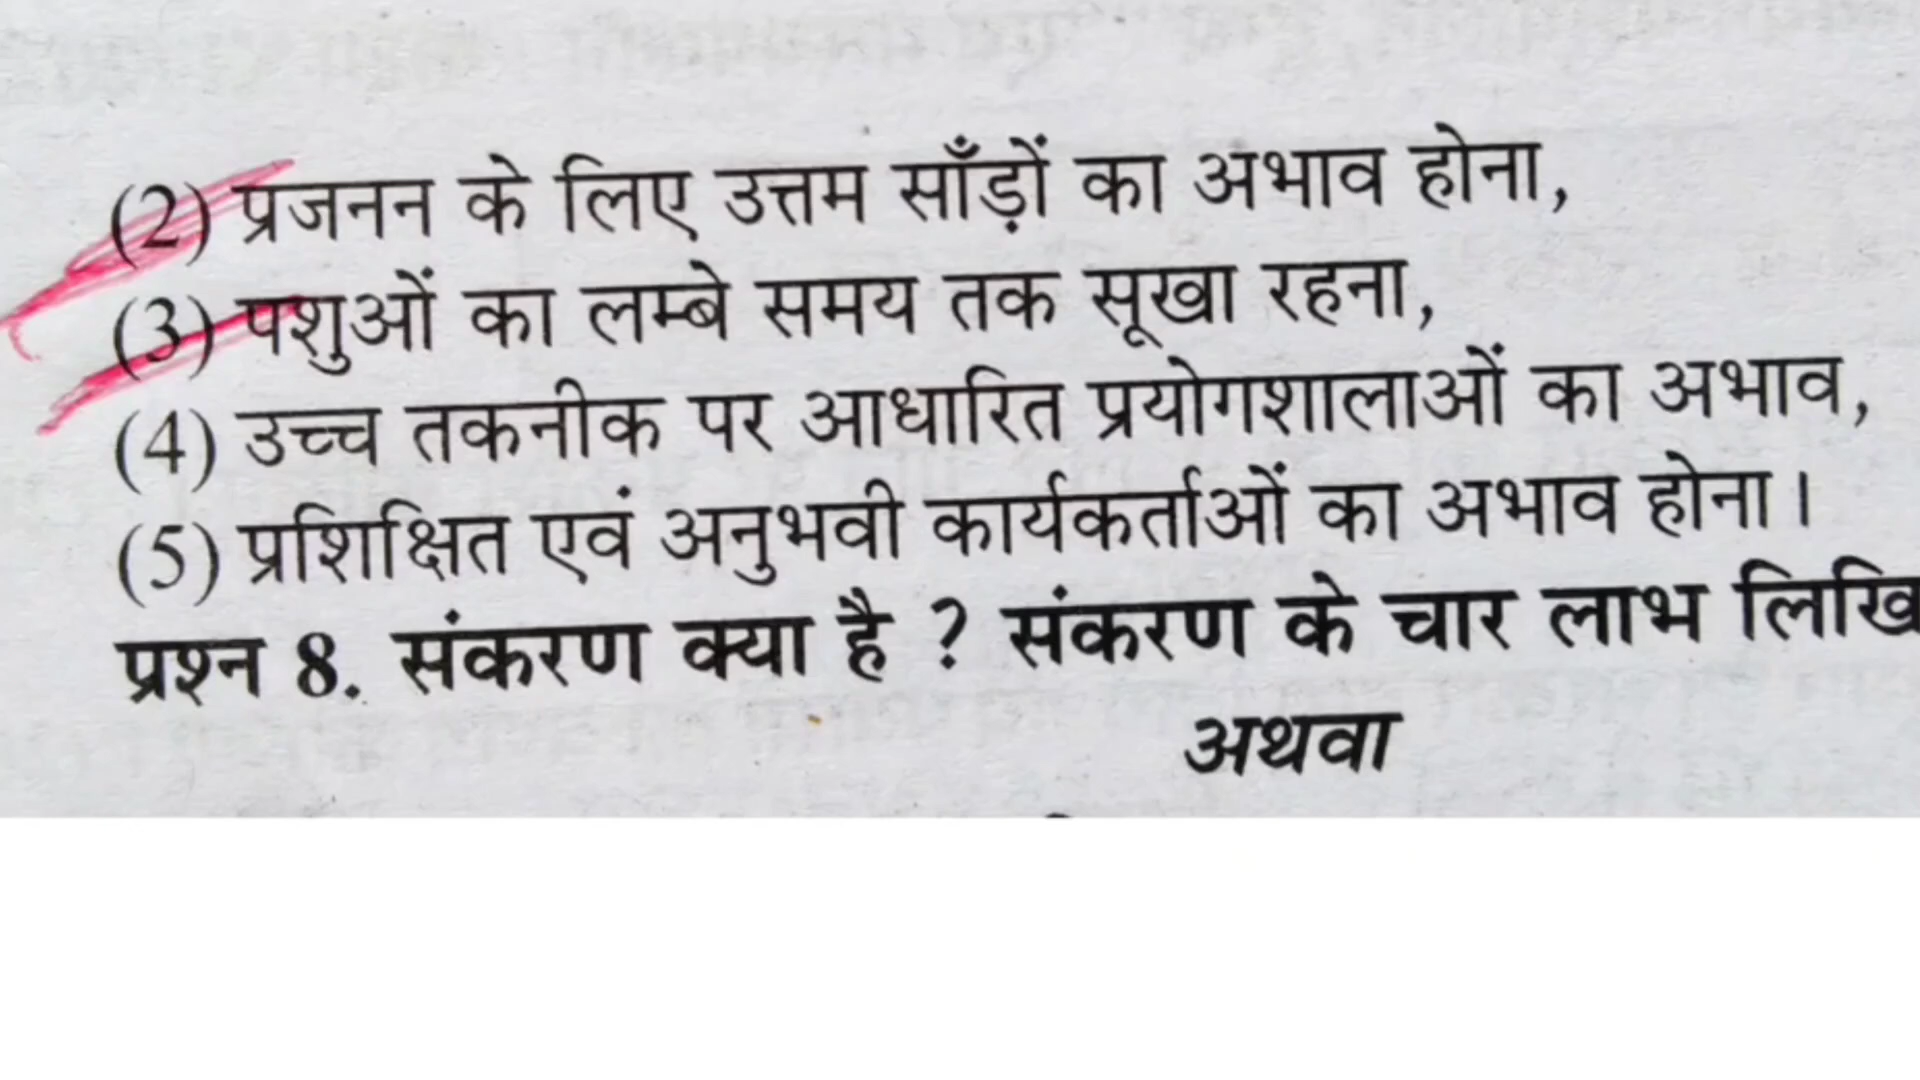 (2) प्रजनन के लिए उत्तम साँड़ों का अभाव होना,
(3) पशुओं का लम्बे समय तक सूखा रहना,
(4) उच्च तकनीक पर आधारित प्रयोगशालाओं का अभाव,
(5) प्रशिक्षित एवं अनुभवी कार्यकर्ताओं का अभाव होना।
प्रश्न 8. संकरण क्या है ? संकरण के चार लाभ लिखि
अथवा